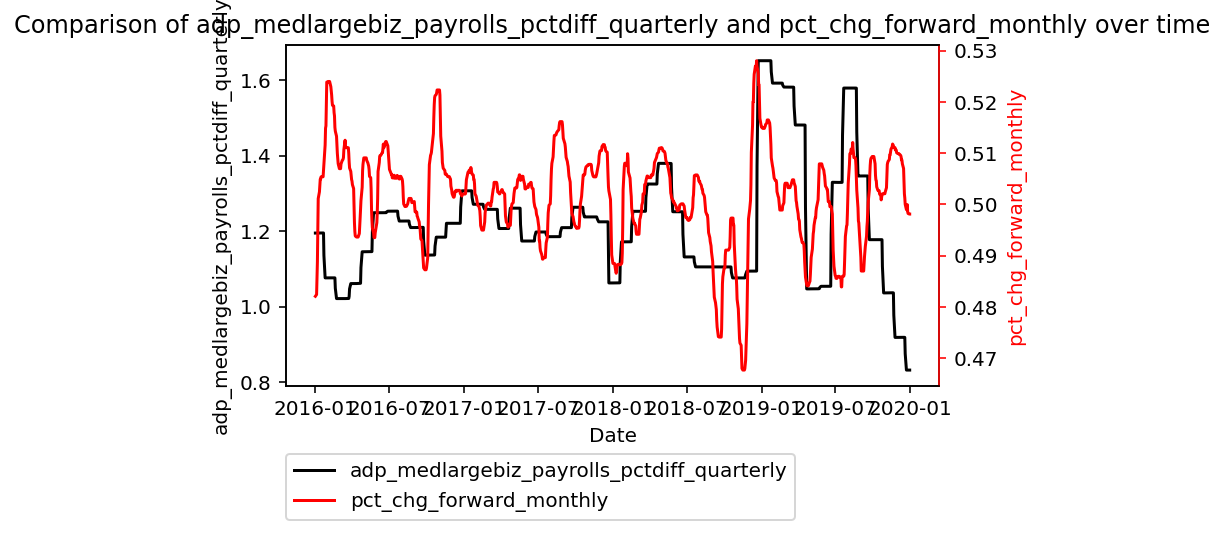 Comparison of adp_medlargebiz_payrolls_pctdiff_quarterly and pct_chg_forward_monthly over time
adp_medlargebiz_payrolls_pctdiff_quarterly
1.6
1.4
1.2
1.0
0.8
0.53
0.52
0.51
0.50
0.49
0.48
0.47
pct_chg_forward_monthly
2016-01 2016-07 2017-01 2017-07 2018-01 2018-07 2019-01 2019-07 2020-01
Date
adp_medlargebiz_payrolls_pctdiff_quarterly
pct_chg_forward_monthly